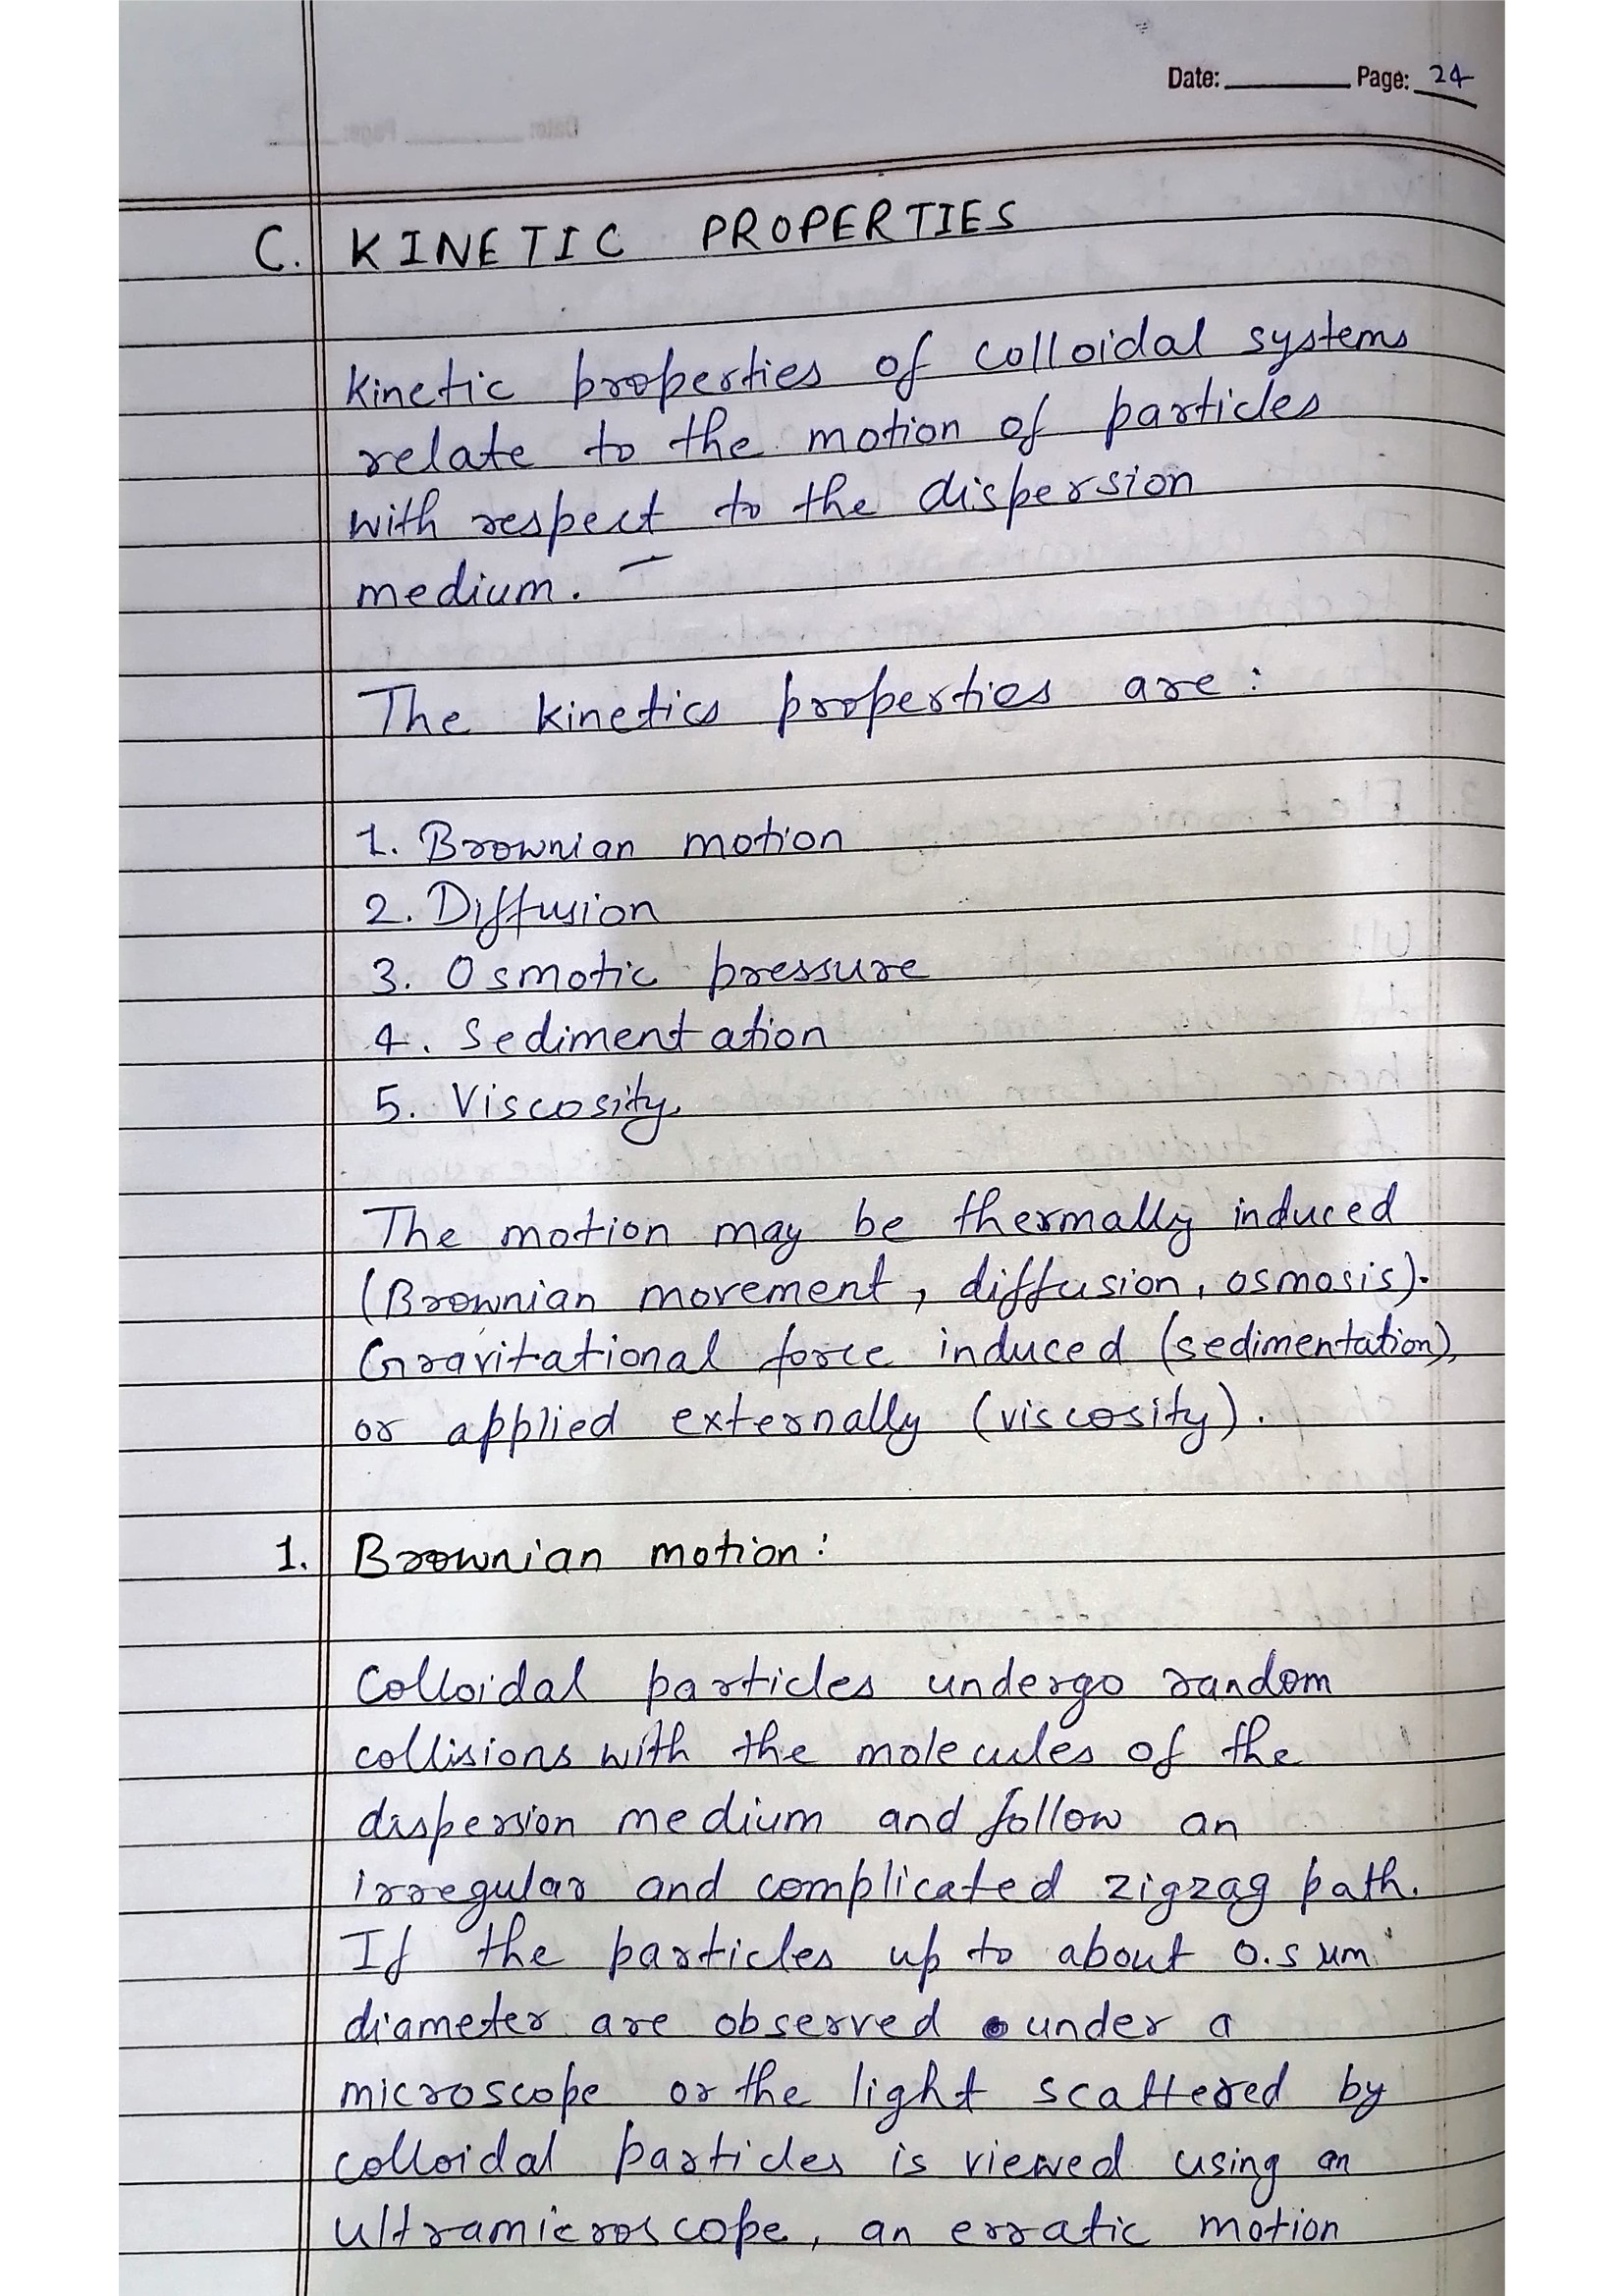 Date: Page: 24
C. KINETIC PROPERTIES
Kinetic properties of colloidal systems
relate to the motion of particles
with respect to the dispersion
medium.
The kinetics properties are:
1. Brownian motion
2. Diffusion
3. Osmotic pressure
4. Sedimentation
5. Viscosity
The motion may be thermally induced
(Brownian movement, diffusion, osmosis).
Gravitational force induced (sedimentation),
or applied externally (viscosity).
1. Brownian motion:
Colloidal particles undergo random
collisions with the molecules of the
dispersion medium and follow an
irregular and complicated zigzag path.
If the particles up to about 0.5 um
diameter are observed under a
microscope or the light scattered by
colloidal particles is viewed using an
ultramicroscope, an erratic motion